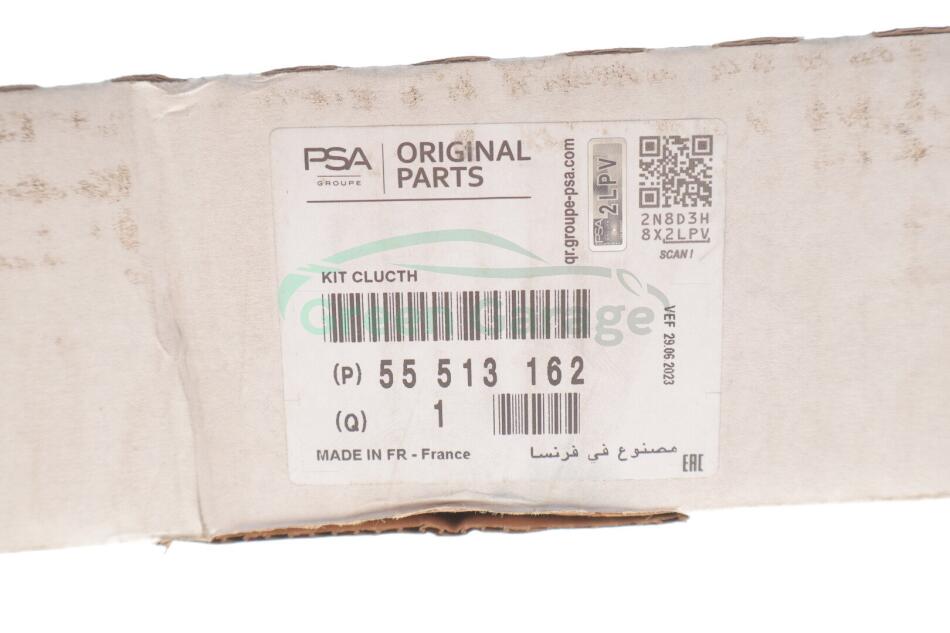 PSA
GROUPE
ORIGINAL
PARTS
qr.groupe-psa.com
PSA
2LPV
2N8D3H
8X2LPV
SCAN !
KIT CLUCTH
Green Garage
VEF 29.06 2023
(P) 55 513 162
(Q) 1
MADE IN FR - France
مصنوع في فرنسا
EAC